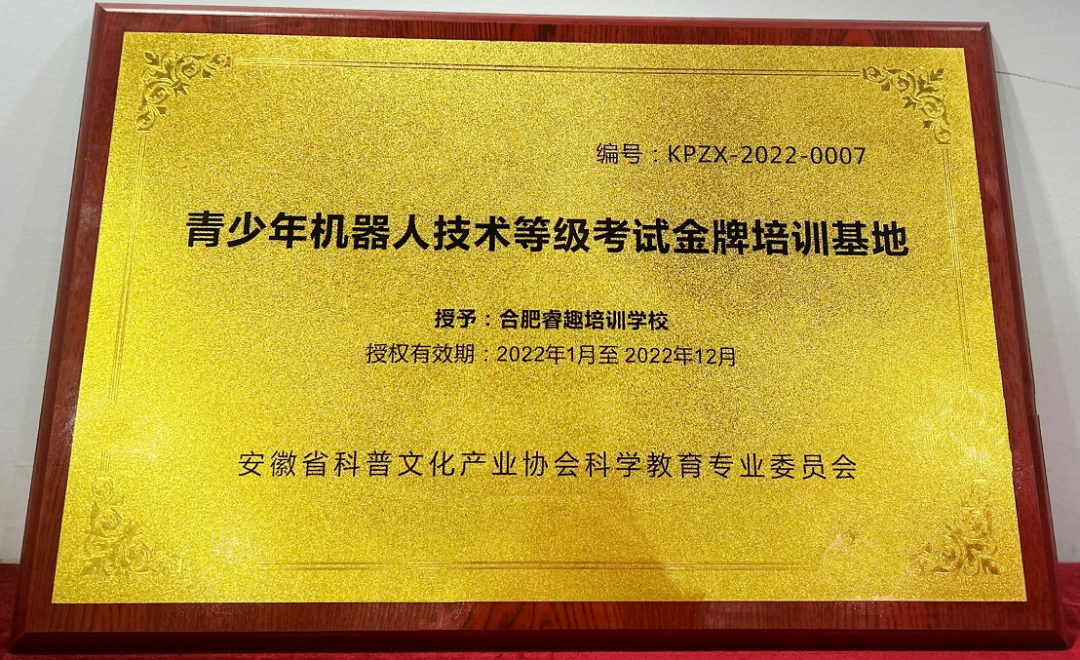 编号：KPZX-2022-0007
青少年机器人技术等级考试金牌培训基地
授予：合肥睿趣培训学校
授权有效期：2022年1月至 2022年12月
安徽省科普文化产业协会科学教育专业委员会